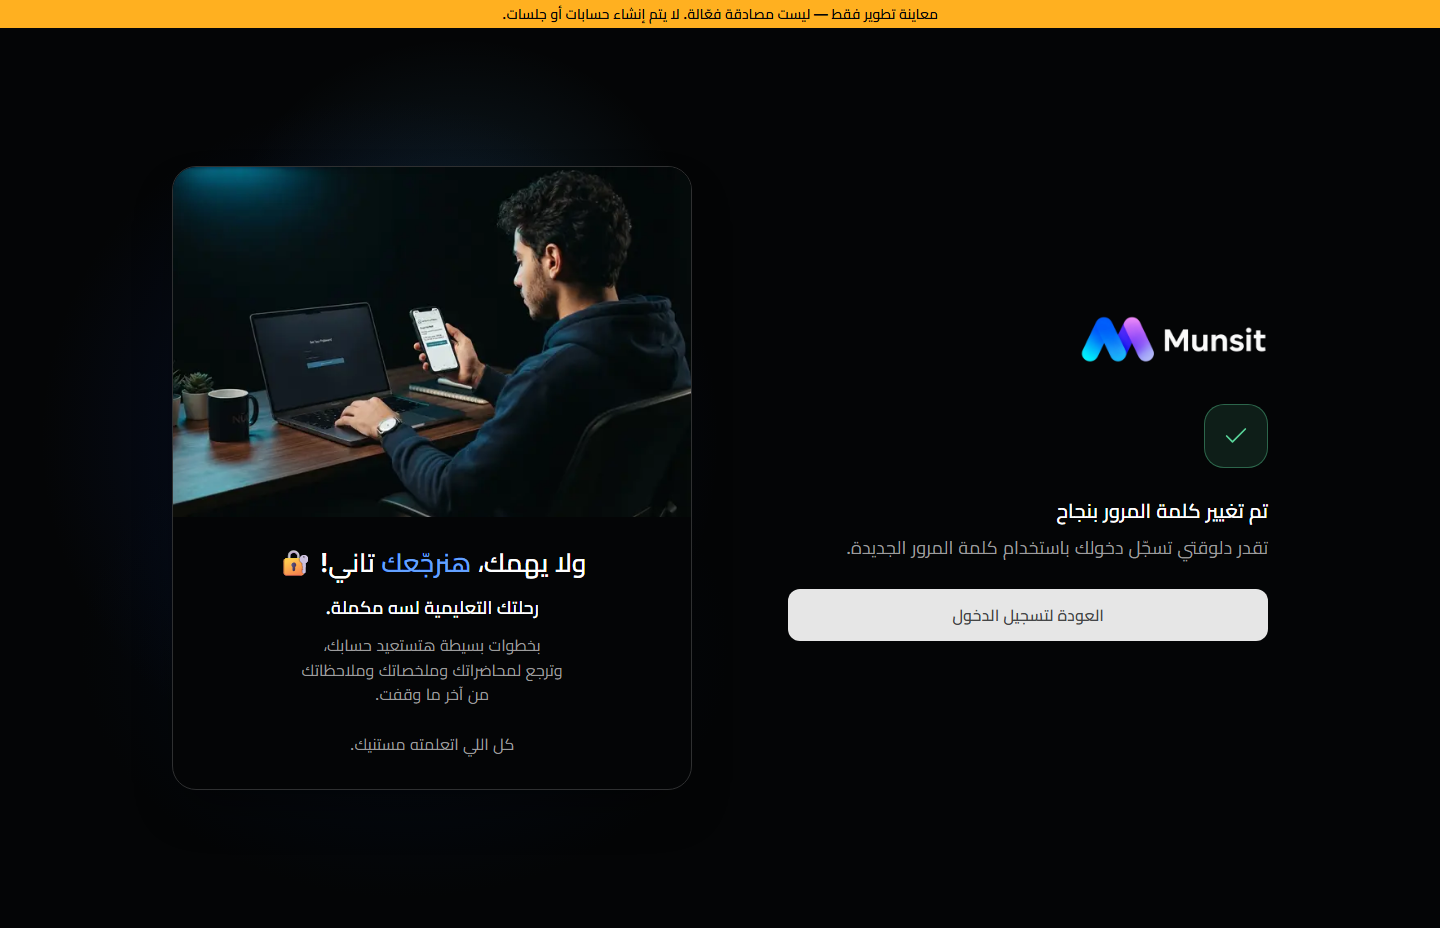 معاينة تطوير فقط — ليست مصادقة فعّالة. لا يتم إنشاء حسابات أو جلسات.
Munsit
تم تغيير كلمة المرور بنجاح
تقدر دلوقتي تسجّل دخولك باستخدام كلمة المرور الجديدة.
العودة لتسجيل الدخول
ولا يهمك، هنرجّعك تاني! 🔐
رحلتك التعليمية لسه مكملة.
بخطوات بسيطة هتستعيد حسابك،
وترجع لمحاضراتك وملخصاتك وملاحظاتك
من آخر ما وقفت.
كل اللي اتعلمته مستنيك.